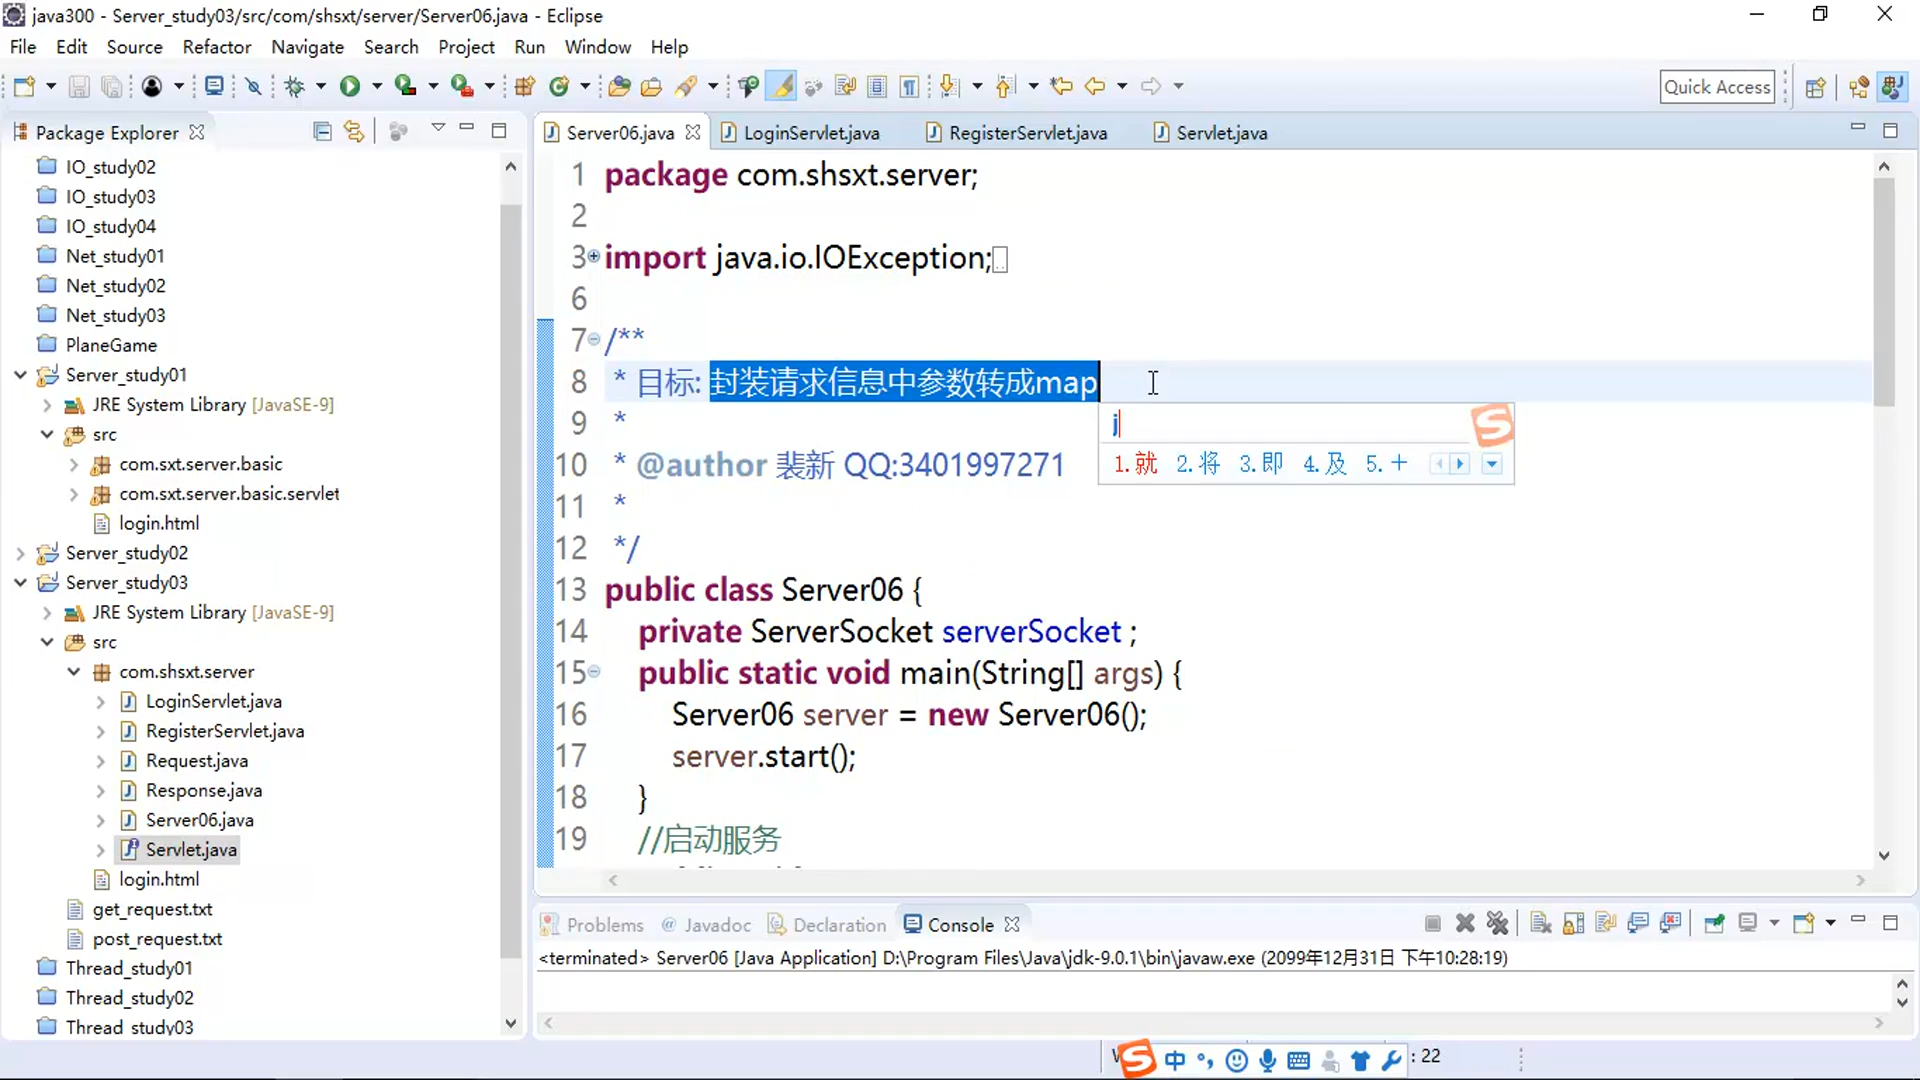 java300 - Server_study03/src/com/shsxt/server/Server06.java - Eclipse
File Edit Source Refactor Navigate Search Project Run Window Help
Quick Access
Package Explorer
IO_study02
IO_study03
IO_study04
Net_study01
Net_study02
Net_study03
PlaneGame
Server_study01
JRE System Library [JavaSE-9]
src
com.sxt.server.basic
com.sxt.server.basic.servlet
login.html
Server_study02
Server_study03
JRE System Library [JavaSE-9]
src
com.shsxt.server
LoginServlet.java
RegisterServlet.java
Request.java
Response.java
Server06.java
Servlet.java
login.html
get_request.txt
post_request.txt
Thread_study01
Thread_study02
Thread_study03
Server06.java LoginServlet.java RegisterServlet.java Servlet.java
1 package com.shsxt.server;
2
3 import java.io.IOException;
6
7 /**
8 * 目标: 封装请求信息中参数转成map
9 *
10 * @author 裴新 QQ:3401997271
11 *
12 */
13 public class Server06 {
14 private ServerSocket serverSocket ;
15 public static void main(String[] args) {
16 Server06 server = new Server06();
17 server.start();
18 }
19 //启动服务
j
1.就 2.将 3.即 4.及 5.十
Problems @ Javadoc Declaration Console
<terminated> Server06 [Java Application] D:\Program Files\Java\jdk-9.0.1\bin\javaw.exe (2099年12月31日 下午10:28:19)
中 : 22